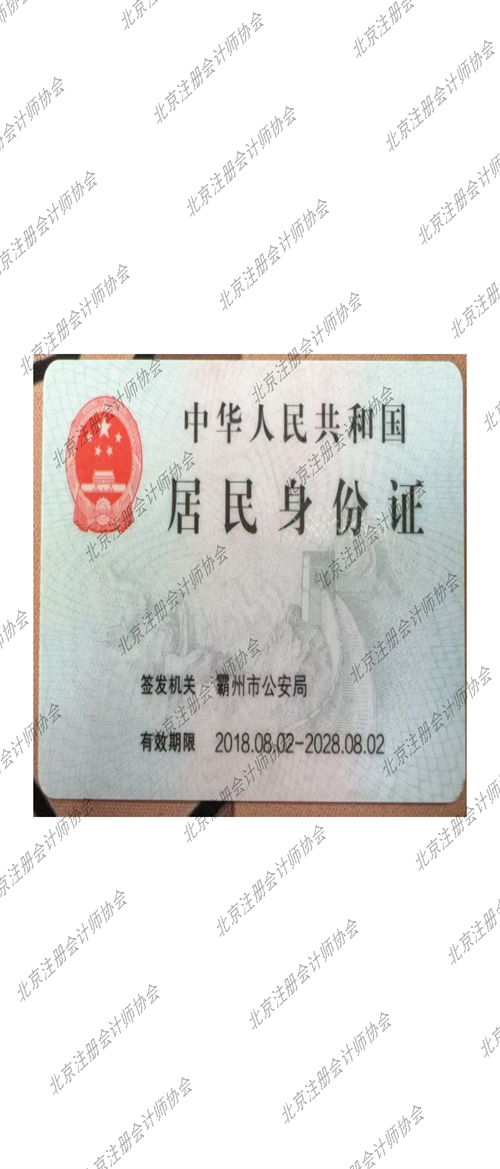 中华人民共和国
居民身份证
签发机关 霸州市公安局
有效期限 2018.08.02-2028.08.02
北京注册会计师协会